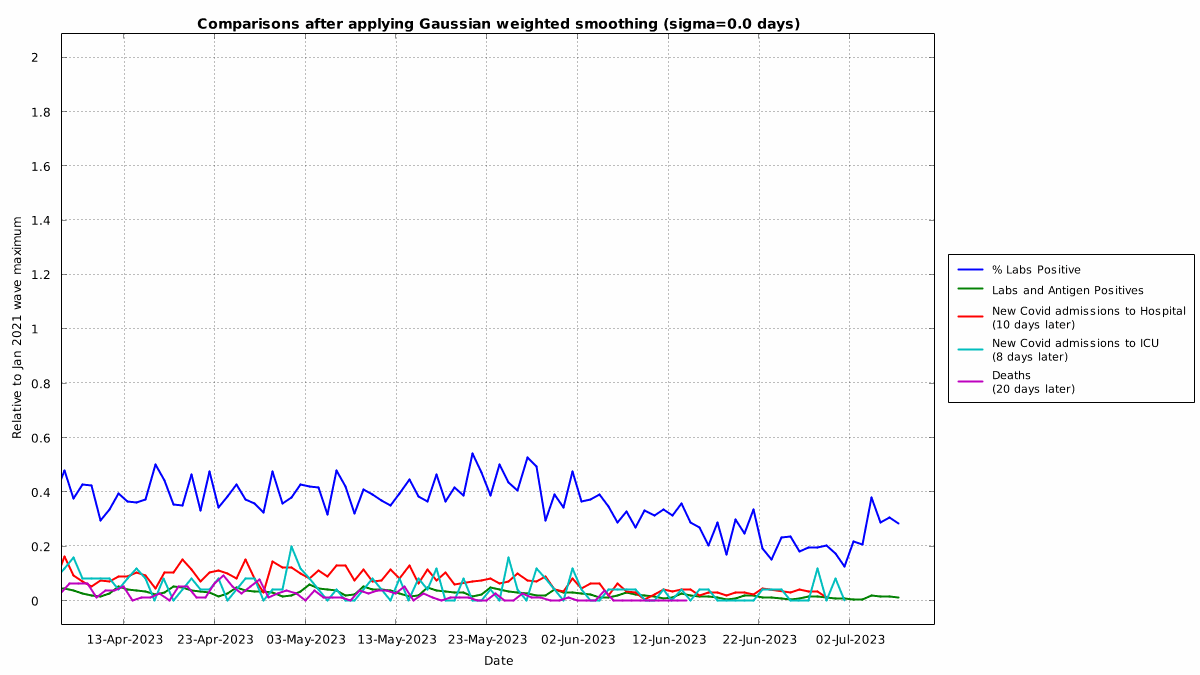 Comparisons after applying Gaussian weighted smoothing (sigma=0.0 days)
Relative to Jan 2021 wave maximum
2
1.8
1.6
1.4
1.2
1
0.8
0.6
0.4
0.2
0
13-Apr-2023 23-Apr-2023 03-May-2023 13-May-2023 23-May-2023 02-Jun-2023 12-Jun-2023 22-Jun-2023 02-Jul-2023
Date
% Labs Positive
Labs and Antigen Positives
New Covid admissions to Hospital
(10 days later)
New Covid admissions to ICU
(8 days later)
Deaths
(20 days later)